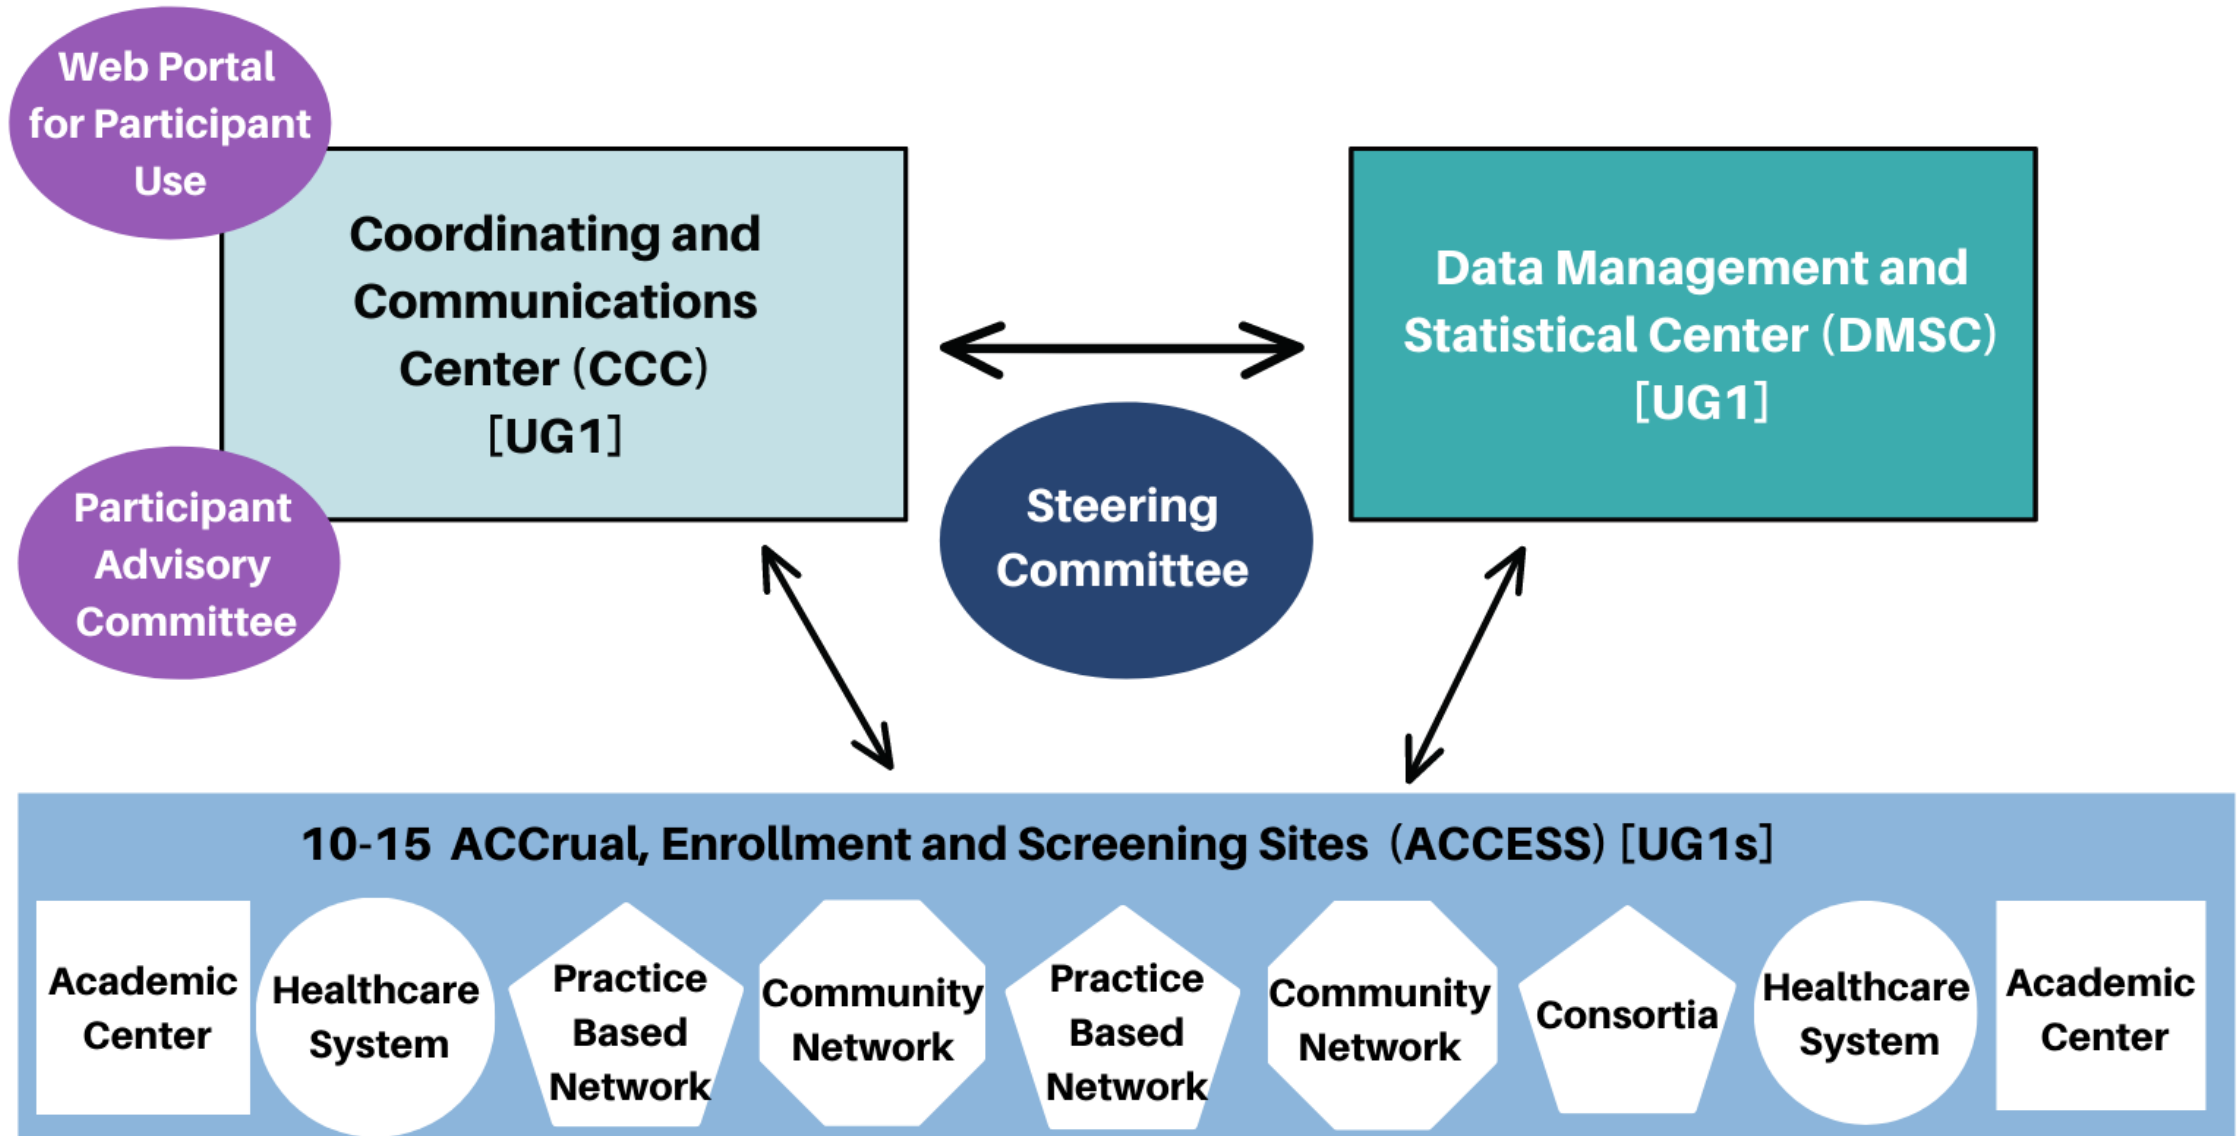 Web Portal
for Participant
Use
Coordinating and
Communications
Center (CCC)
[UG1]
Data Management and
Statistical Center (DMSC)
[UG1]
Participant
Advisory
Committee
Steering
Committee
10-15 ACCrual, Enrollment and Screening Sites (ACCESS) [UG1s]
Academic
Center
Healthcare
System
Practice
Based
Network
Community
Network
Practice
Based
Network
Community
Network
Consortia
Healthcare
System
Academic
Center